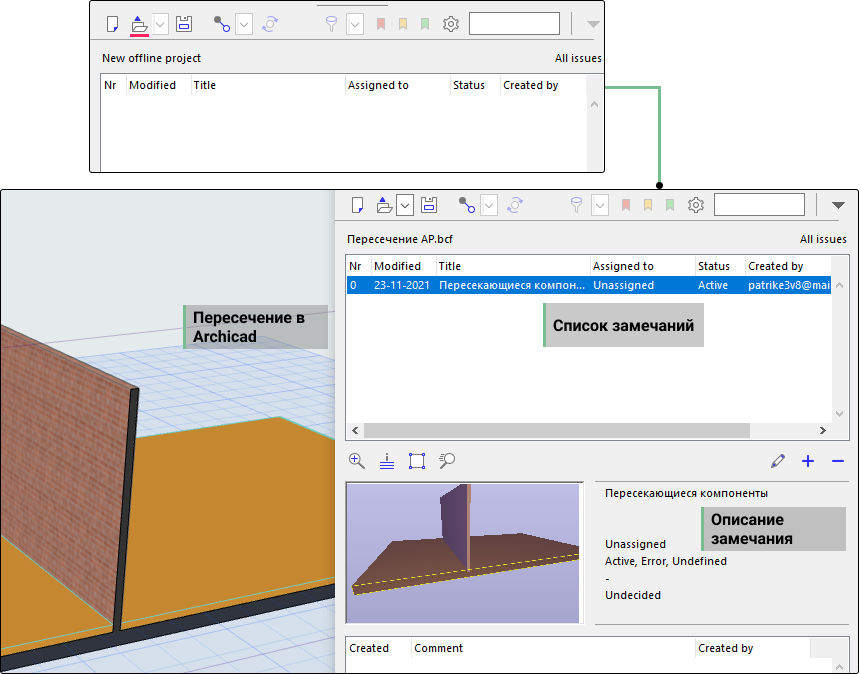 New offline project All issues
Nr Modified Title Assigned to Status Created by
Пересечение АР.bcf All issues
Nr Modified Title Assigned to Status Created by
0 23-11-2021 Пересекающиеся компон... Unassigned Active patrike3v8@mai
Пересечение в
Archicad
Список замечаний
Пересекающиеся компоненты
Описание
замечания
Unassigned
Active, Error, Undefined
-
Undecided
Created Comment Created by